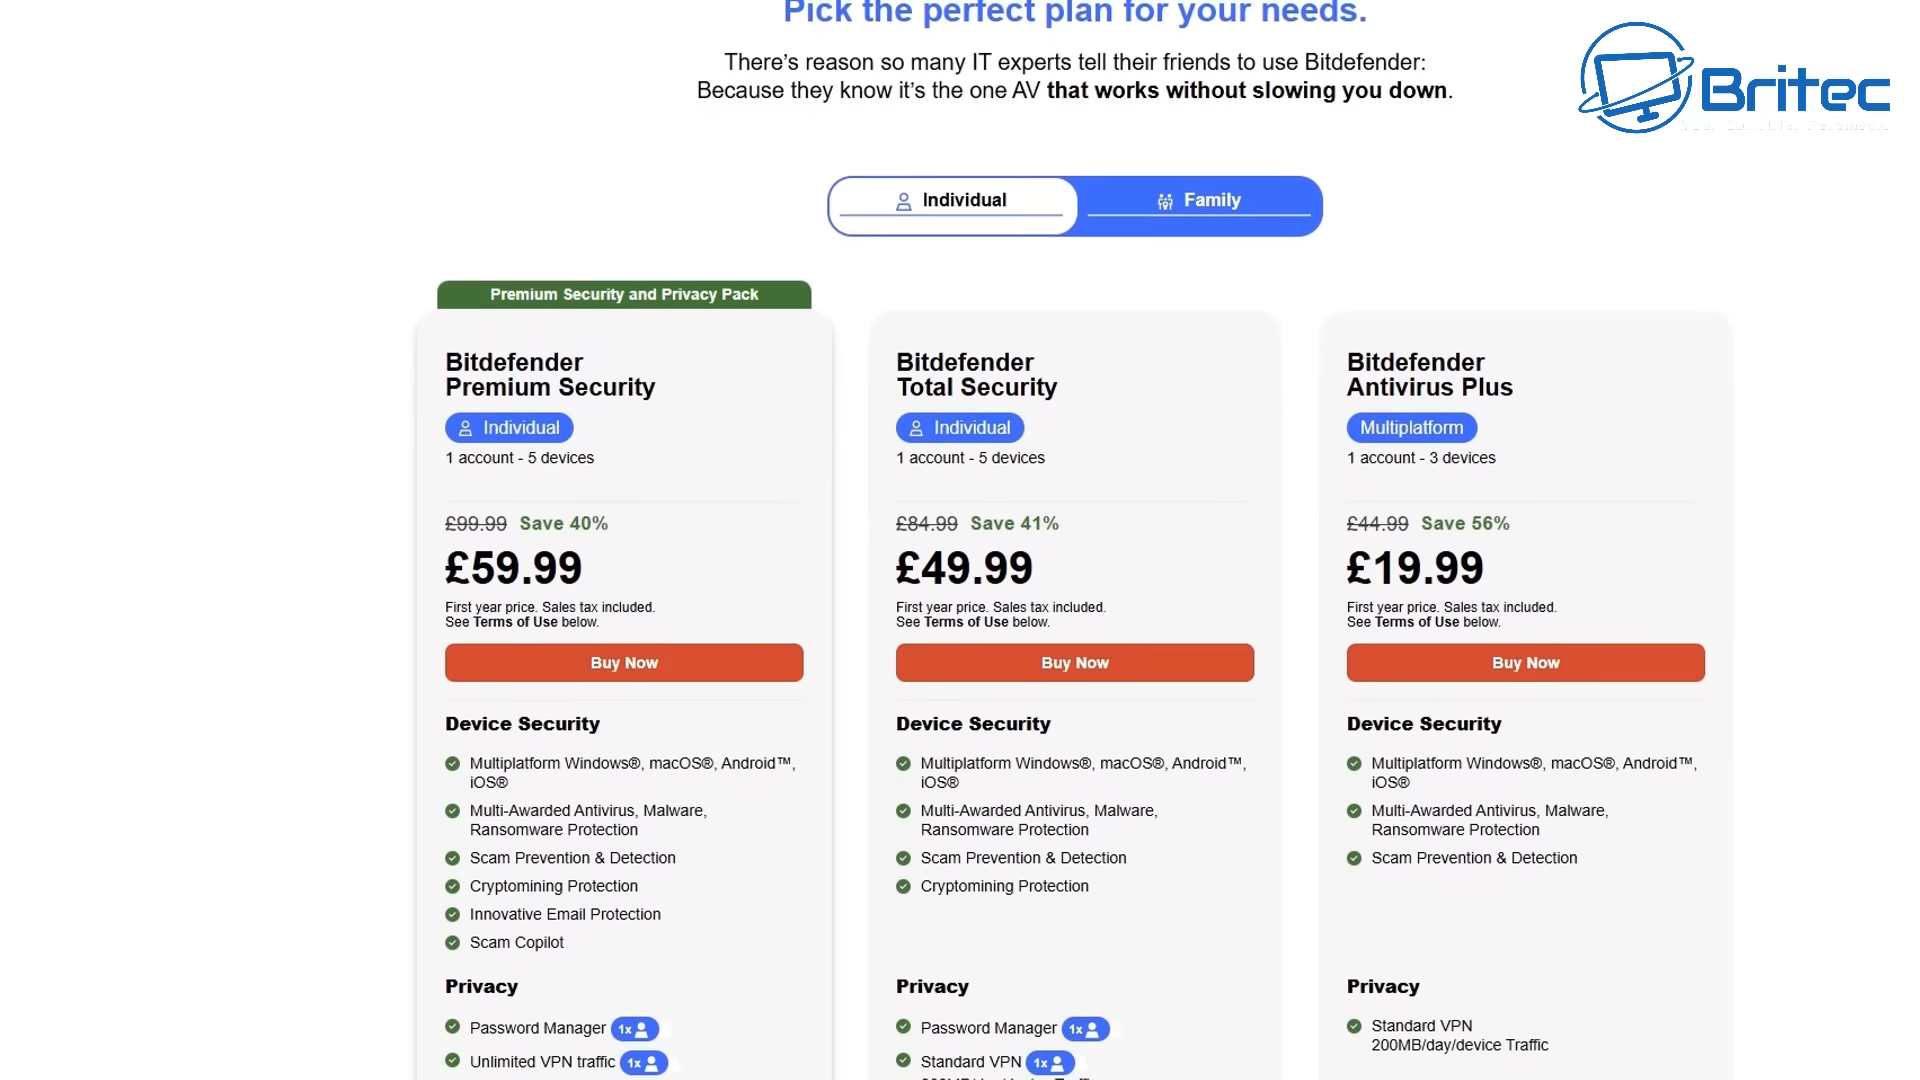 Pick the perfect plan for your needs.
There's reason so many IT experts tell their friends to use Bitdefender:
Because they know it's the one AV that works without slowing you down.
Britec
Individual
Family
Premium Security and Privacy Pack
Bitdefender
Premium Security
Individual
1 account - 5 devices
£99.99 Save 40%
£59.99
First year price. Sales tax included.
See Terms of Use below.
Buy Now
Device Security
Multiplatform Windows®, macOS®, Android™,
iOS®
Multi-Awarded Antivirus, Malware,
Ransomware Protection
Scam Prevention & Detection
Cryptomining Protection
Innovative Email Protection
Scam Copilot
Privacy
Password Manager 1x
Unlimited VPN traffic 1x
Bitdefender
Total Security
Individual
1 account - 5 devices
£84.99 Save 41%
£49.99
First year price. Sales tax included.
See Terms of Use below.
Buy Now
Device Security
Multiplatform Windows®, macOS®, Android™,
iOS®
Multi-Awarded Antivirus, Malware,
Ransomware Protection
Scam Prevention & Detection
Cryptomining Protection
Privacy
Password Manager 1x
Standard VPN 1x
Bitdefender
Antivirus Plus
Multiplatform
1 account - 3 devices
£44.99 Save 56%
£19.99
First year price. Sales tax included.
See Terms of Use below.
Buy Now
Device Security
Multiplatform Windows®, macOS®, Android™,
iOS®
Multi-Awarded Antivirus, Malware,
Ransomware Protection
Scam Prevention & Detection
Privacy
Standard VPN
200MB/day/device Traffic